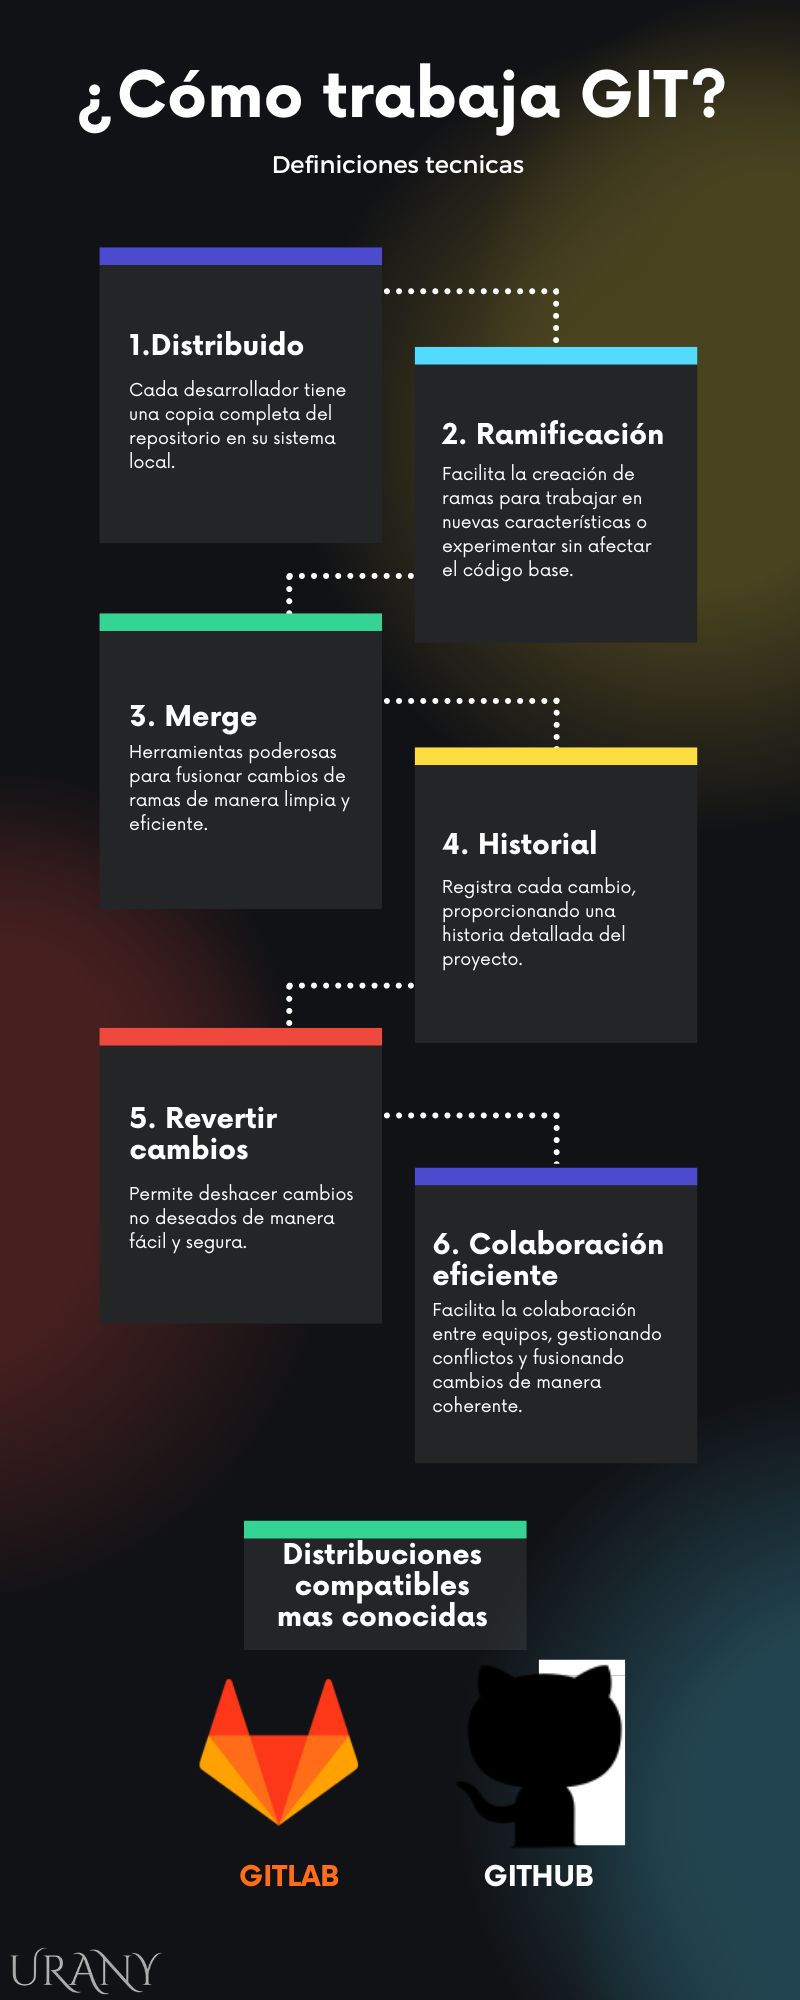 ¿Cómo trabaja GIT?
Definiciones tecnicas
1.Distribuido
Cada desarrollador tiene
una copia completa del
repositorio en su sistema
local.
2. Ramificación
Facilita la creación de
ramas para trabajar en
nuevas características o
experimentar sin afectar
el código base.
3. Merge
Herramientas poderosas
para fusionar cambios de
ramas de manera limpia y
eficiente.
4. Historial
Registra cada cambio,
proporcionando una
historia detallada del
proyecto.
5. Revertir
cambios
Permite deshacer cambios
no deseados de manera
fácil y segura.
6. Colaboración
eficiente
Facilita la colaboración
entre equipos, gestionando
conflictos y fusionando
cambios de manera
coherente.
Distribuciones
compatibles
mas conocidas
GITLAB
GITHUB
URANY